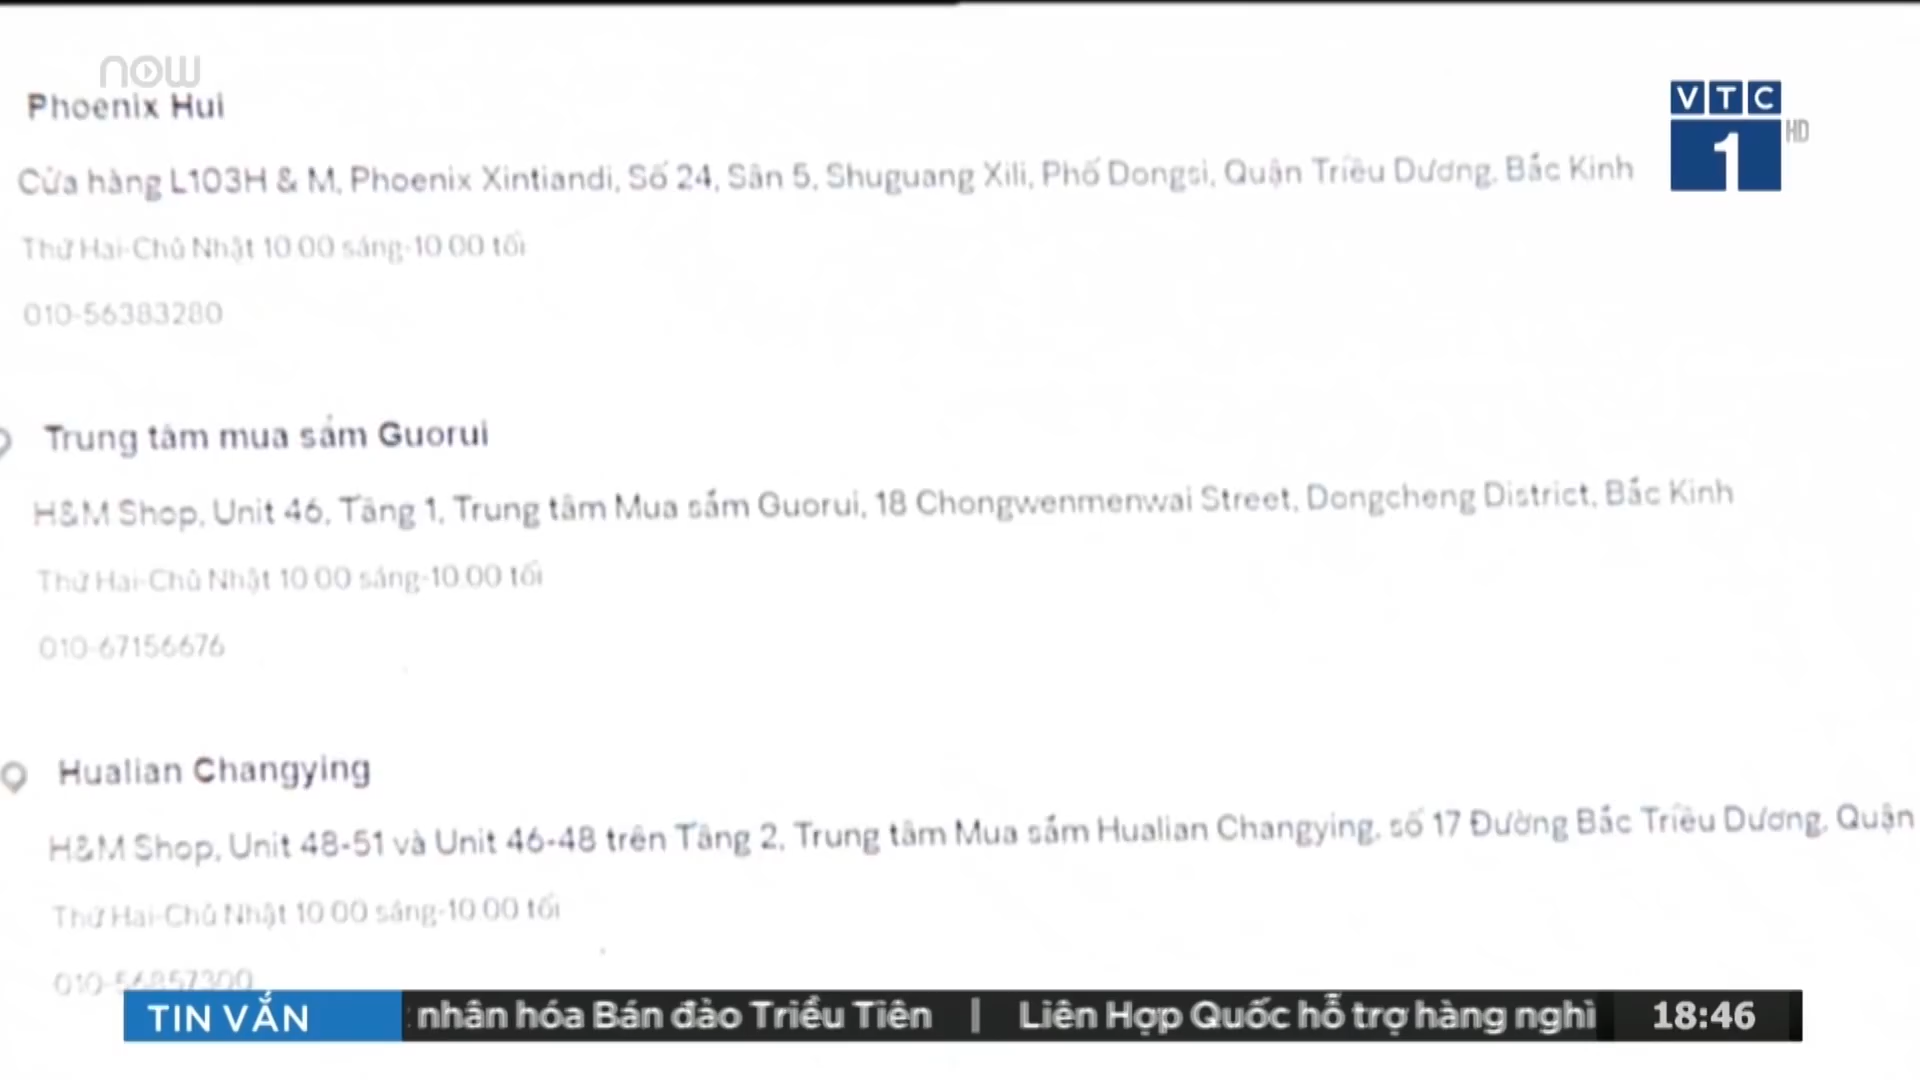 now
Phoenix Hui
VTC
1
HD
Cửa hàng L103H & M, Phoenix Xintiandi, Số 24, Sân 5, Shuguang Xili, Phố Dongsi, Quận Triều Dương, Bắc Kinh
Thứ Hai-Chủ Nhật 10:00 sáng-10:00 tối
010-56383280
Trung tâm mua sắm Guorui
H&M Shop, Unit 46, Tầng 1, Trung tâm Mua sắm Guorui, 18 Chongwenmenwai Street, Dongcheng District, Bắc Kinh
Thứ Hai-Chủ Nhật 10:00 sáng-10:00 tối
010-67156676
Hualian Changying
H&M Shop, Unit 48-51 và Unit 46-48 trên Tầng 2, Trung tâm Mua sắm Hualian Changying, số 17 Đường Bắc Triều Dương, Quận
Thứ Hai-Chủ Nhật 10:00 sáng-10:00 tối
010-56857300
TIN VẮN nhân hóa Bán đảo Triều Tiên | Liên Hợp Quốc hỗ trợ hàng nghì 18:46